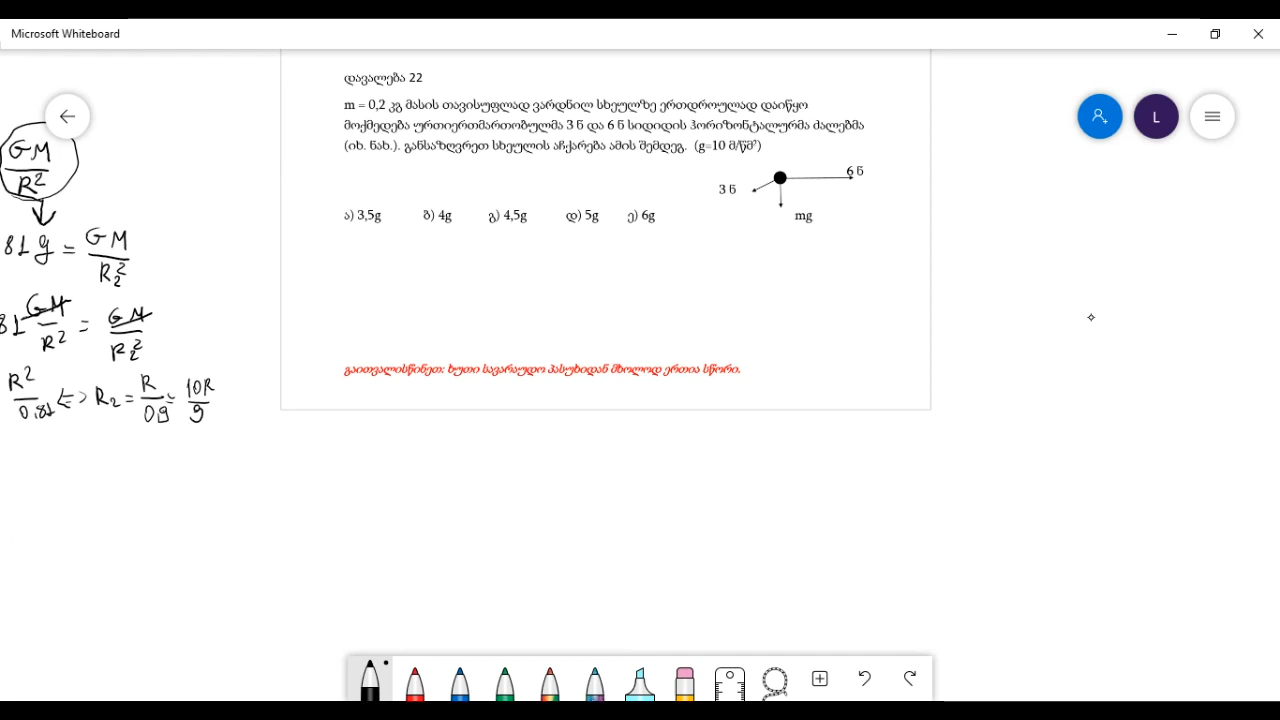 Microsoft Whiteboard
დავალება 22
m = 0,2 კგ მასის თავისუფლად ვარდნილ სხეულზე ერთდროულად დაიწყო
მოქმედება ურთიერთმართობულმა 3 ნ და 6 ნ სიდიდის ჰორიზონტალურმა ძალებმა
(იხ. ნახ.). განსაზღვრეთ სხეულის აჩქარება ამის შემდეგ. (g=10 მ/წმ²)
6 ნ
3 ნ
mg
ა) 3,5g ბ) 4g გ) 4,5g დ) 5g ე) 6g
გაითვალისწინეთ: ხუთი სავარაუდო პასუხიდან მხოლოდ ერთია სწორი.
L
GM
R²
81 g = GM
R₂²
81 GM = GM
R² R₂²
R² <=> R₂ = R = 10R
0,81 0,9 9